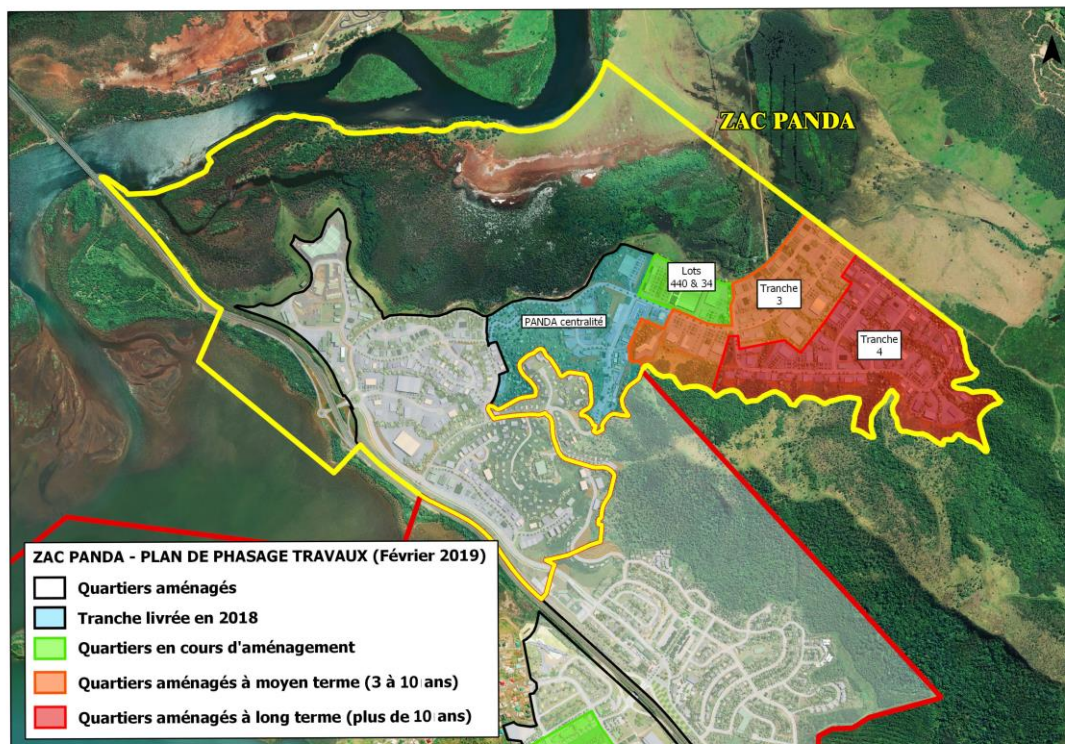 ZAC PANDA
Lots
440 & 34
Tranche
3
PANDA centralité
Tranche
4
ZAC PANDA - PLAN DE PHASAGE TRAVAUX (Février 2019)
Quartiers aménagés
Tranche livrée en 2018
Quartiers en cours d'aménagement
Quartiers aménagés à moyen terme (3 à 10 ans)
Quartiers aménagés à long terme (plus de 10 ans)